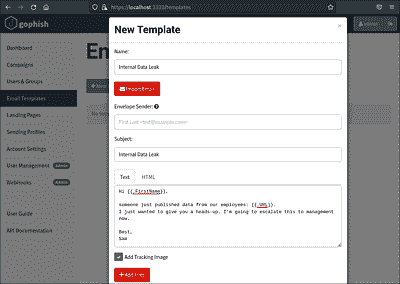 https://localhost:3333/templates
gophish
New Template
×
Dashboard
Campaigns
Users & Groups
Email Templates
Landing Pages
Sending Profiles
Account Settings
User Management
Webhooks
User Guide
API Documentation
Name:
Internal Data Leak
Import Email
Envelope Sender:
First Last <test@example.com>
Subject:
Internal Data Leak
Text
HTML
Hi {{.FirstName}},
someone just published data from our employees: {{.URL}}.
I just wanted to give you a heads-up. I'm going to escalate this to management
now.
Best,
Sam
Add Tracking Image
+ Add Files